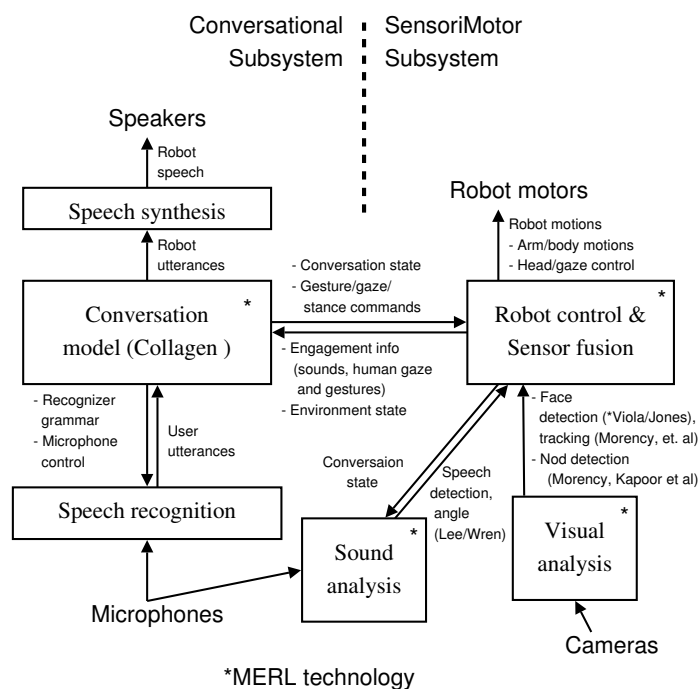 Conversational
Subsystem
SensoriMotor
Subsystem
Speakers
Robot
speech
Speech synthesis
Robot
utterances
Robot motors
Robot motions
- Arm/body motions
- Head/gaze control
*
Conversation
model (Collagen )
- Conversation state
- Gesture/gaze/
stance commands
- Engagement info
(sounds, human gaze
and gestures)
- Environment state
*
Robot control &
Sensor fusion
- Recognizer
grammar
- Microphone
control
User
utterances
Conversaion
state
Speech
detection,
angle
(Lee/Wren)
- Face
detection (*Viola/Jones),
tracking (Morency, et. al)
- Nod detection
(Morency, Kapoor et al)
Speech recognition
*
Sound
analysis
*
Visual
analysis
Microphones
Cameras
*MERL technology